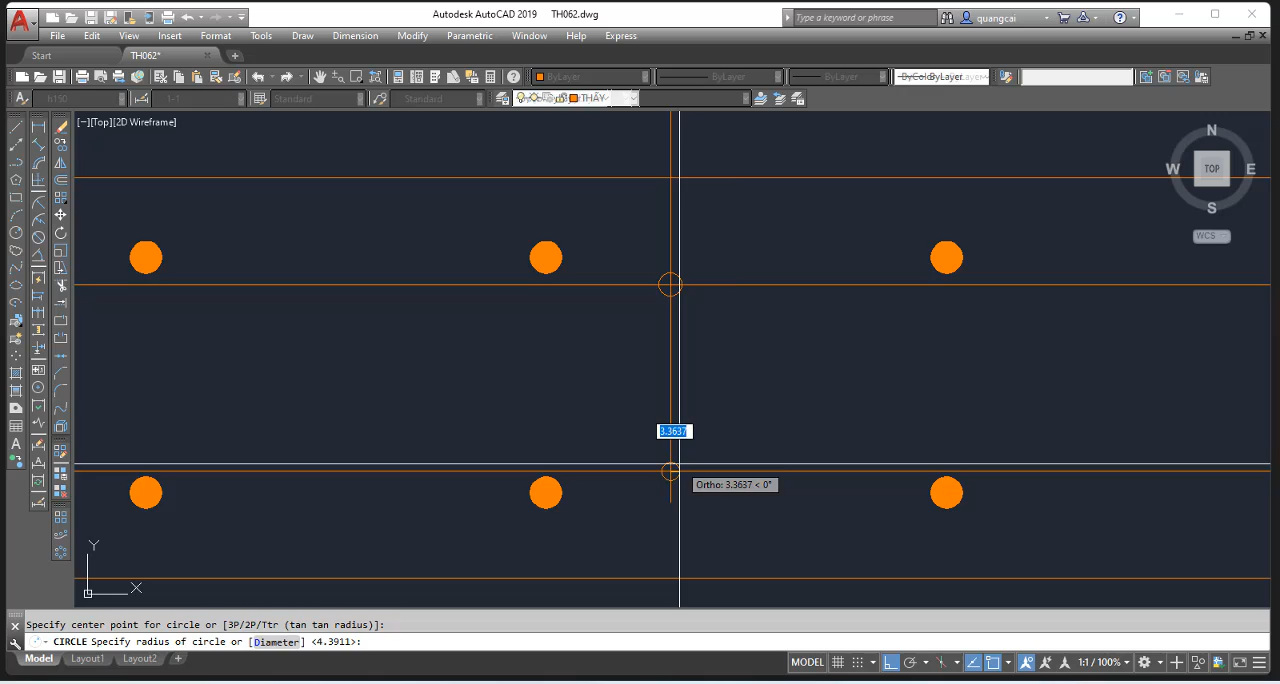 Autodesk AutoCAD 2019 TH062.dwg
Type a keyword or phrase
quangcai
File Edit View Insert Format Tools Draw Dimension Modify Parametric Window Help Express
Start
TH062*
ByLayer
ByLayer
ByLayer
h150
1-1
Standard
Standard
THÂY
[−][Top][2D Wireframe]
N
W
TOP
E
S
WCS
3.3637
Ortho: 3.3637 < 0°
Y
X
Specify center point for circle or [3P/2P/Ttr (tan tan radius)]:
CIRCLE Specify radius of circle or [Diameter] <4.3911>:
Model Layout1 Layout2 +
MODEL
1:1 / 100%